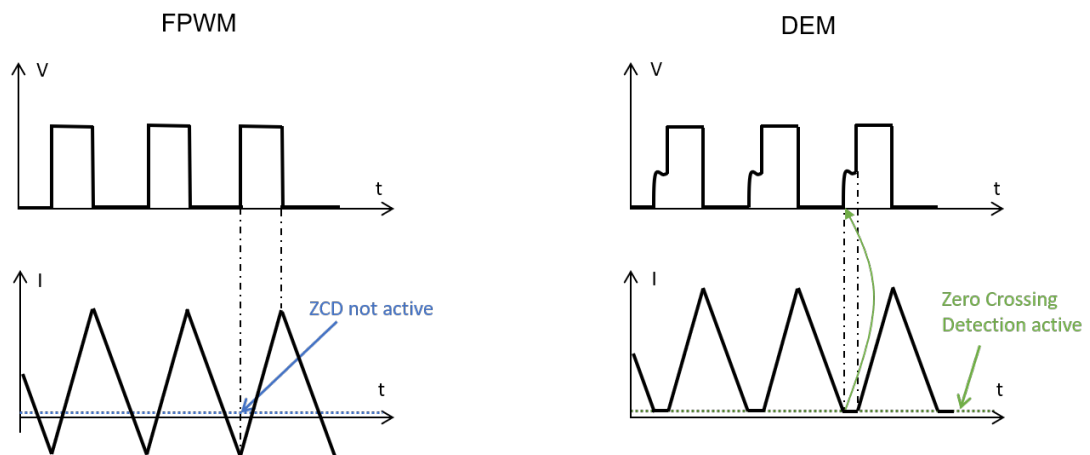 FPWM
DEM
V
t
V
t
I
ZCD not active
t
I
Zero Crossing
Detection active
t